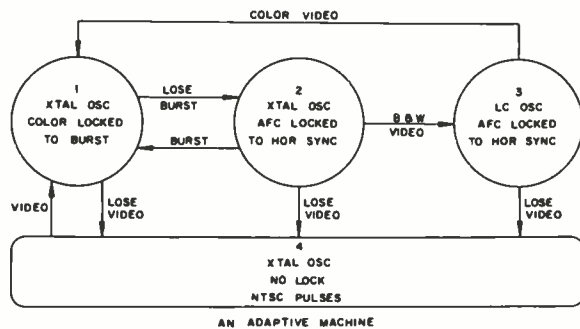 COLOR VIDEO
1
XTAL OSC
COLOR LOCKED
TO BURST
LOSE
BURST
BURST
2
XTAL OSC
AFC LOCKED
TO HOR SYNC
B&W
VIDEO
3
LC OSC
AFC LOCKED
TO HOR SYNC
VIDEO
LOSE
VIDEO
LOSE
VIDEO
LOSE
VIDEO
4
XTAL OSC
NO LOCK
NTSC PULSES
AN ADAPTIVE MACHINE